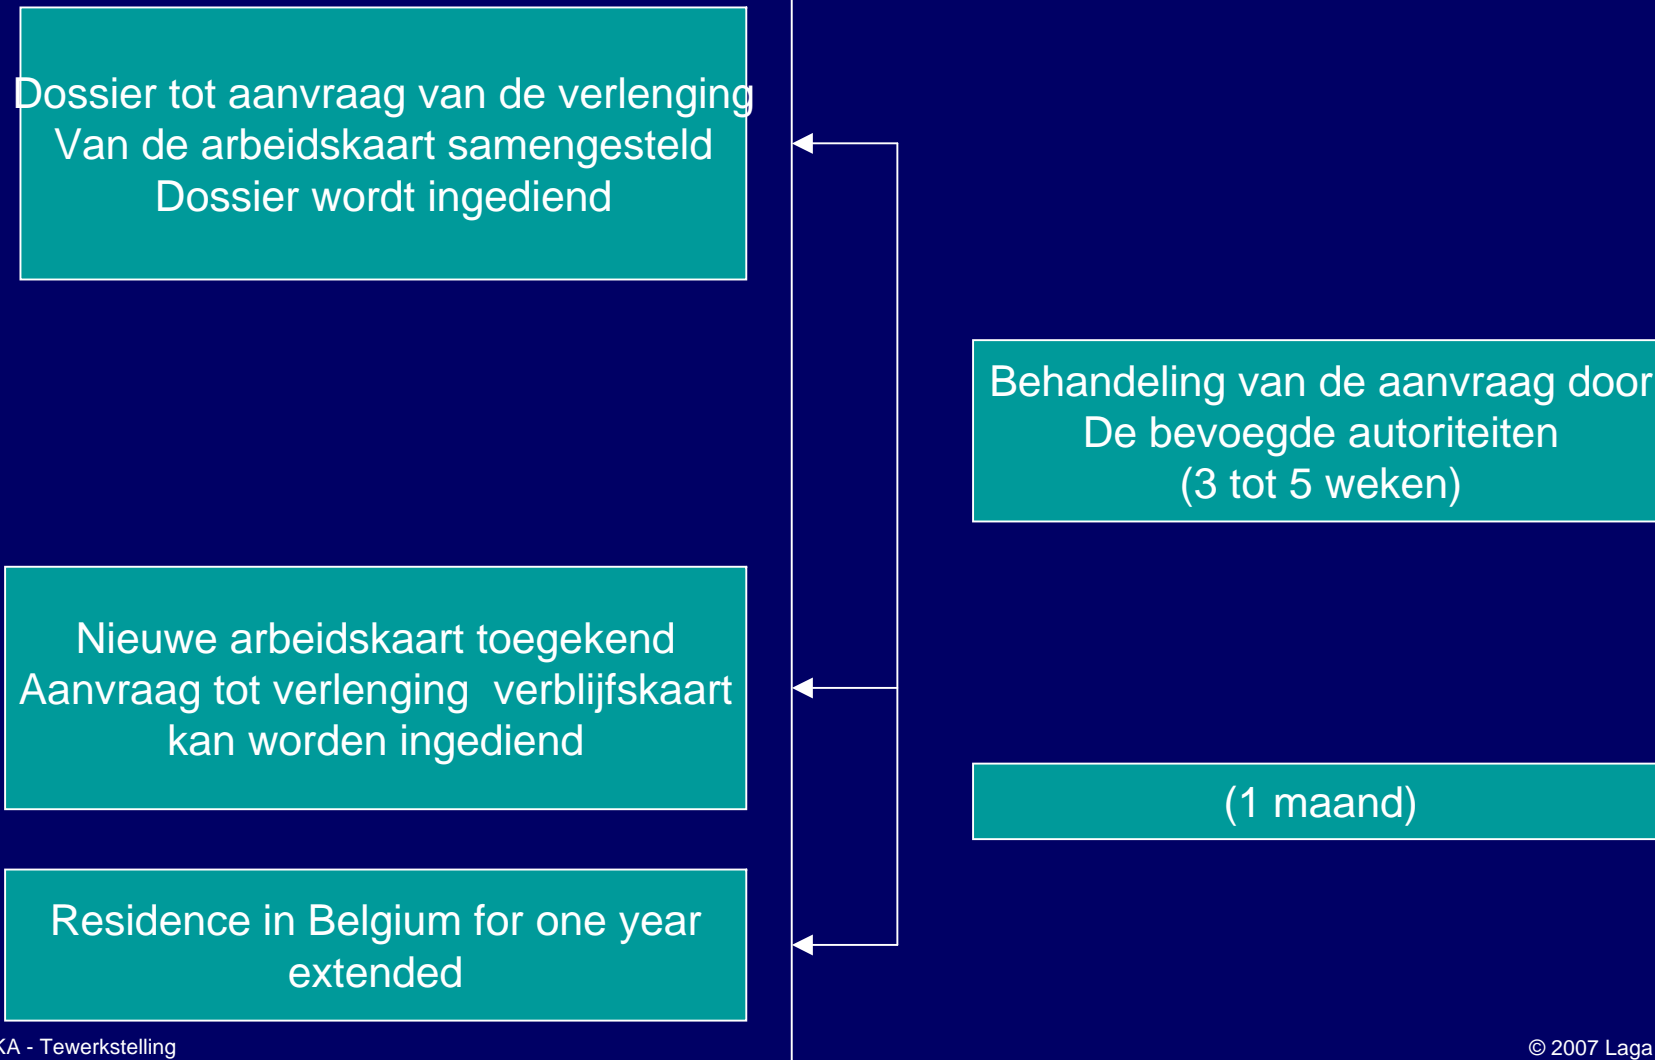 Dossier tot aanvraag van de verlenging
Van de arbeidskaart samengesteld
Dossier wordt ingediend
Behandeling van de aanvraag door
De bevoegde autoriteiten
(3 tot 5 weken)
Nieuwe arbeidskaart toegekend
Aanvraag tot verlenging verblijfskaart
kan worden ingediend
(1 maand)
Residence in Belgium for one year
extended
KA - Tewerkstelling
© 2007 Laga